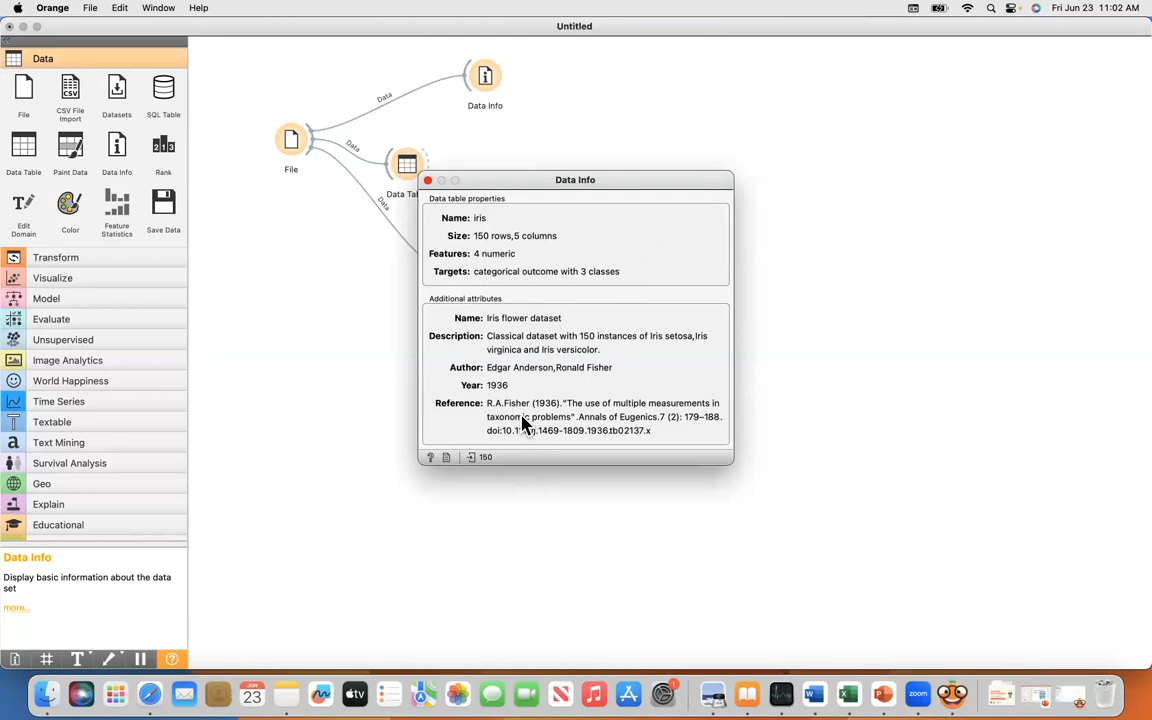 Orange File Edit Window Help
Fri Jun 23 11:02 AM
Untitled
Data
File
CSV File
Import
Datasets
SQL Table
Data Table
Paint Data
Data Info
Rank
Edit
Domain
Color
Feature
Statistics
Save Data
Transform
Visualize
Model
Evaluate
Unsupervised
Image Analytics
World Happiness
Time Series
Textable
Text Mining
Survival Analysis
Geo
Explain
Educational
Data Info
Display basic information about the data
set
more...
Data
Data Info
Data
File
Data
Data Info
Data table properties
Name: iris
Size: 150 rows,5 columns
Features: 4 numeric
Targets: categorical outcome with 3 classes
Additional attributes
Name: Iris flower dataset
Description: Classical dataset with 150 instances of Iris setosa,Iris
virginica and Iris versicolor.
Author: Edgar Anderson,Ronald Fisher
Year: 1936
Reference: R.A.Fisher (1936)."The use of multiple measurements in
taxonomic problems".Annals of Eugenics.7 (2): 179–188.
150